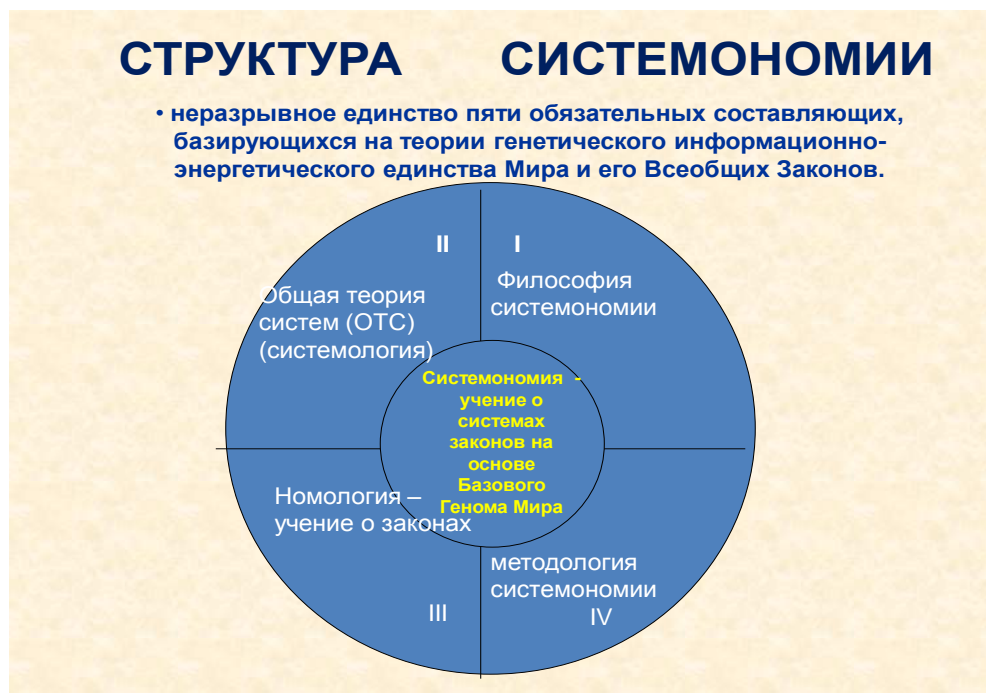 СТРУКТУРА СИСТЕМОНОМИИ
• неразрывное единство пяти обязательных составляющих,
базирующихся на теории генетического информационно-
энергетического единства Мира и его Всеобщих Законов.
II
I
Общая теория
систем (ОТС)
(системология)
Философия
системономии
Системономия -
учение о
системах
законов на
основе
Базового
Генома Мира
Номология –
учение о законах
III
методология
системономии
IV